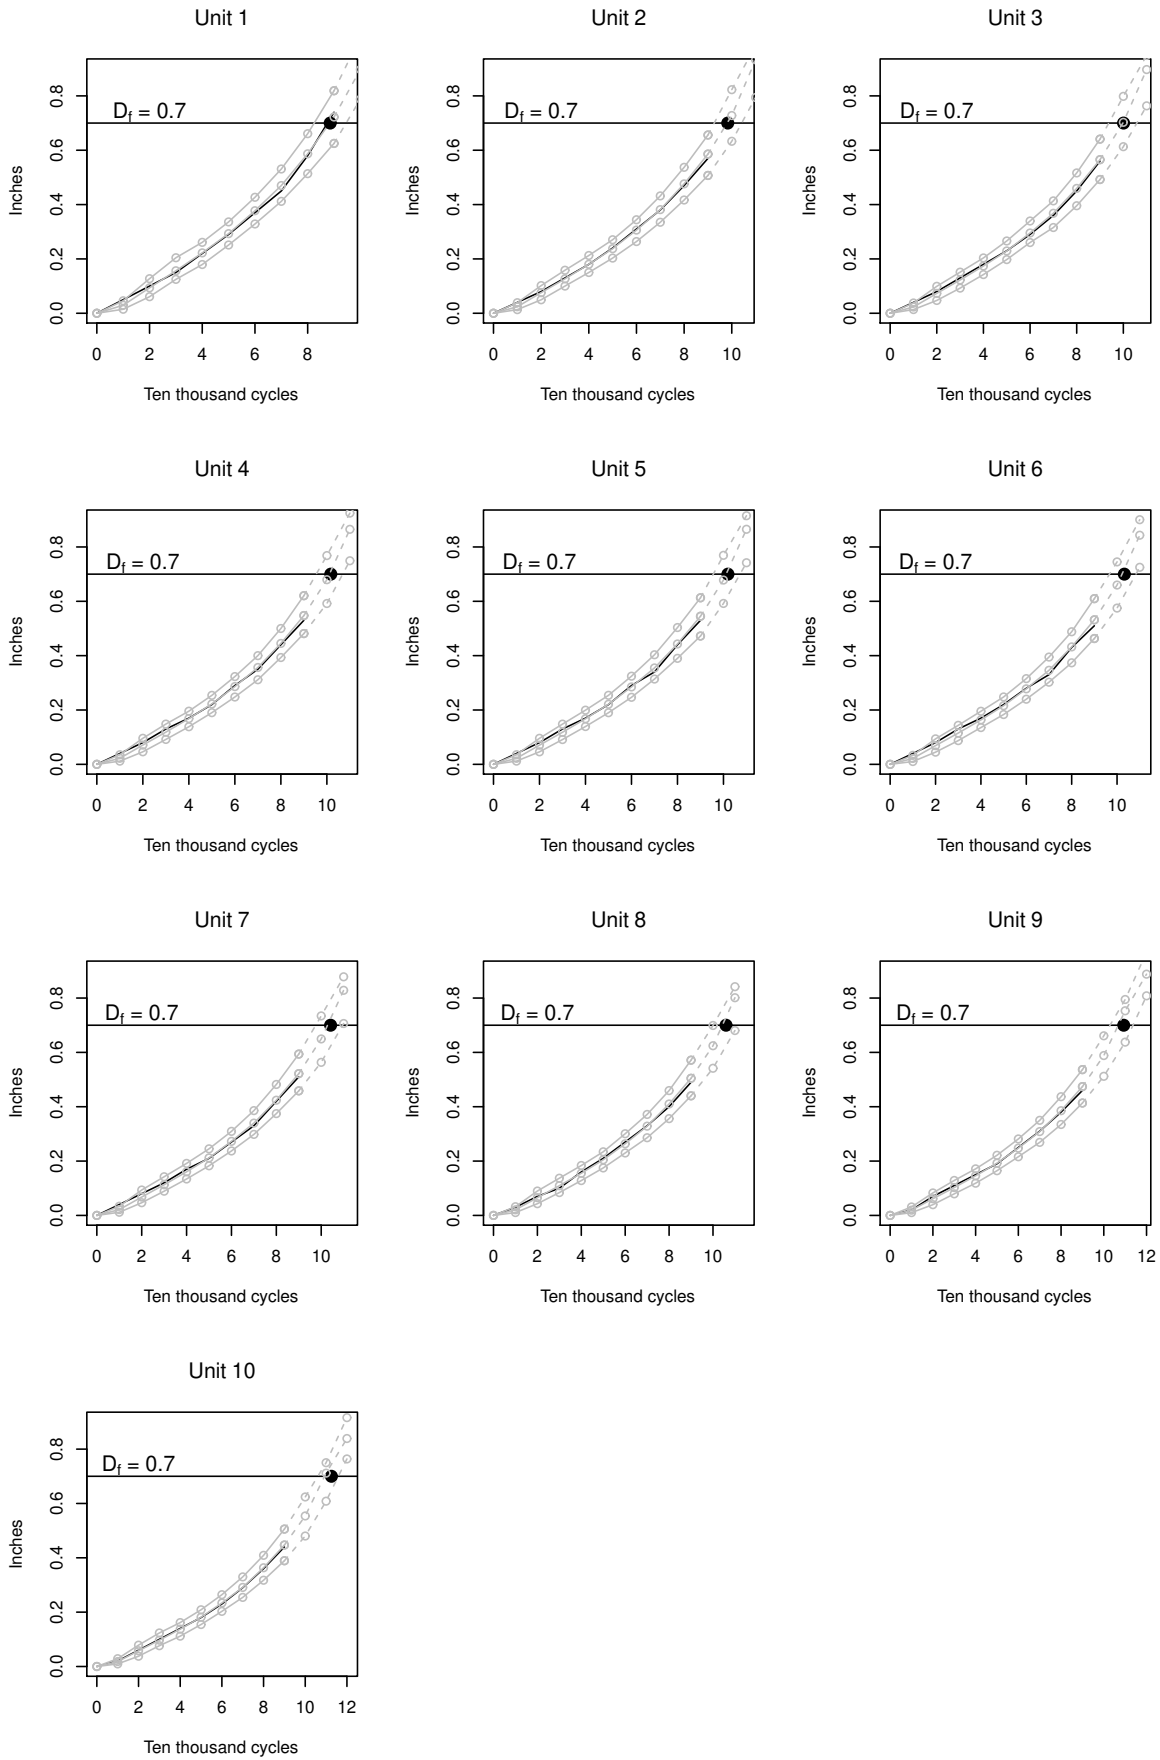 Unit 1
Inches
0.0 0.2 0.4 0.6 0.8
D_f = 0.7
0 2 4 6 8
Ten thousand cycles
Unit 2
Inches
0.0 0.2 0.4 0.6 0.8
D_f = 0.7
0 2 4 6 8 10
Ten thousand cycles
Unit 3
Inches
0.0 0.2 0.4 0.6 0.8
D_f = 0.7
0 2 4 6 8 10
Ten thousand cycles
Unit 4
Inches
0.0 0.2 0.4 0.6 0.8
D_f = 0.7
0 2 4 6 8 10
Ten thousand cycles
Unit 5
Inches
0.0 0.2 0.4 0.6 0.8
D_f = 0.7
0 2 4 6 8 10
Ten thousand cycles
Unit 6
Inches
0.0 0.2 0.4 0.6 0.8
D_f = 0.7
0 2 4 6 8 10
Ten thousand cycles
Unit 7
Inches
0.0 0.2 0.4 0.6 0.8
D_f = 0.7
0 2 4 6 8 10
Ten thousand cycles
Unit 8
Inches
0.0 0.2 0.4 0.6 0.8
D_f = 0.7
0 2 4 6 8 10
Ten thousand cycles
Unit 9
Inches
0.0 0.2 0.4 0.6 0.8
D_f = 0.7
0 2 4 6 8 10 12
Ten thousand cycles
Unit 10
Inches
0.0 0.2 0.4 0.6 0.8
D_f = 0.7
0 2 4 6 8 10 12
Ten thousand cycles